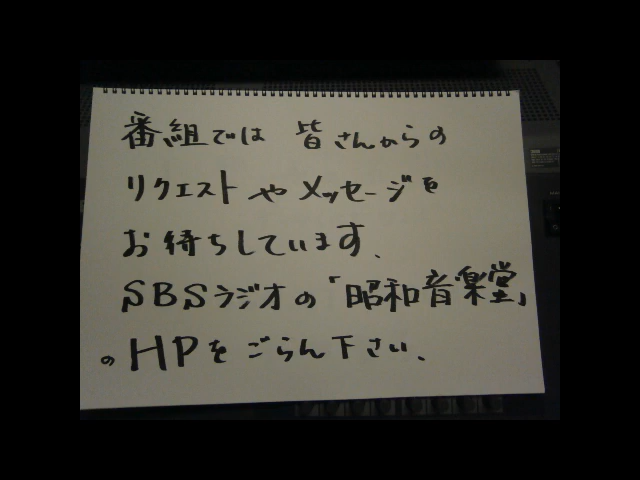 番組では 皆さんからの
リクエストや メッセージを
お待ちしています、
SBSラジオの「昭和音楽堂」
のHPをごらん下さい、